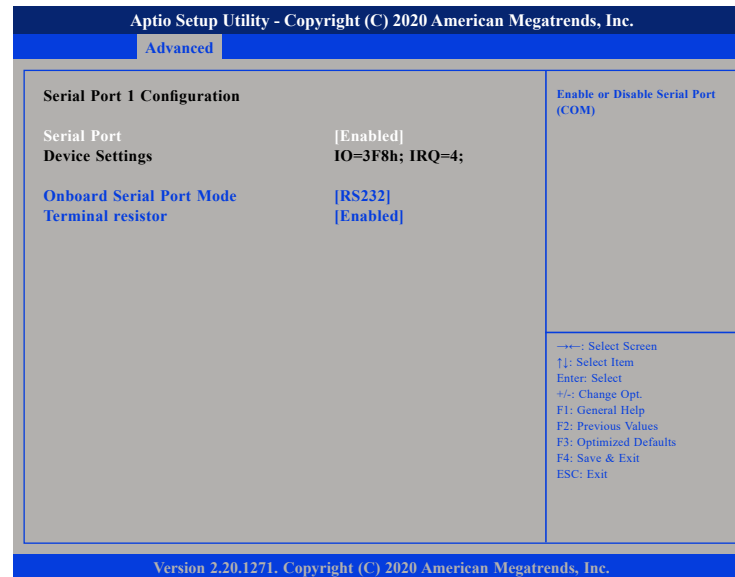 Aptio Setup Utility - Copyright (C) 2020 American Megatrends, Inc.
Advanced
Serial Port 1 Configuration
Serial Port [Enabled]
Device Settings IO=3F8h; IRQ=4;
Onboard Serial Port Mode [RS232]
Terminal resistor [Enabled]
Enable or Disable Serial Port
(COM)
→←: Select Screen
↑↓: Select Item
Enter: Select
+/-: Change Opt.
F1: General Help
F2: Previous Values
F3: Optimized Defaults
F4: Save & Exit
ESC: Exit
Version 2.20.1271. Copyright (C) 2020 American Megatrends, Inc.